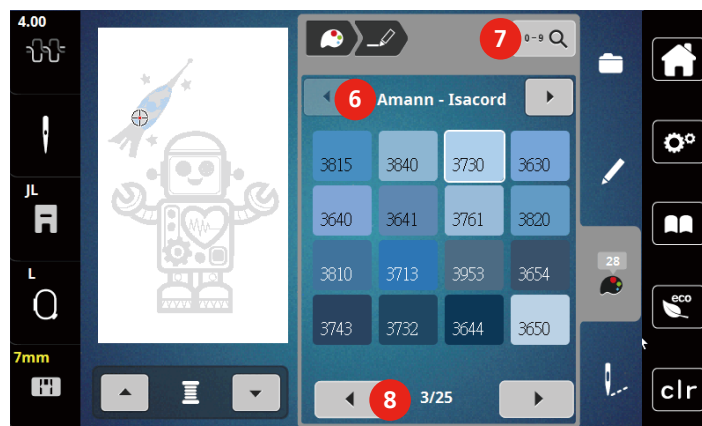 4.00
7 0-9
6 Amann - Isacord
3815 3840 3730 3630
JL
3640 3641 3761 3820
28
3810 3713 3953 3654
L
eco
3743 3732 3644 3650
7mm
8 3/25
clr